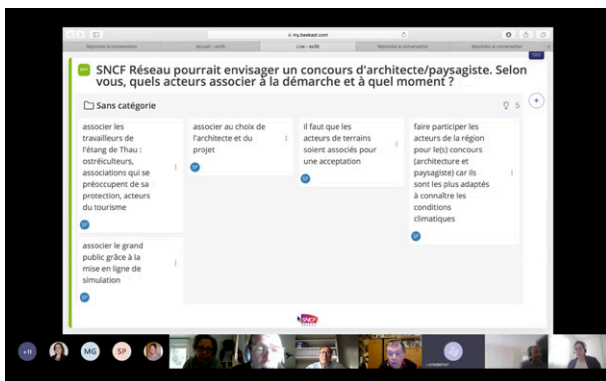 my.beekast.com
Rejoindre la conversation
Accueil - es26
Live - es26
Rejoindre la conversation
Rejoindre la conversation
SNCF Réseau pourrait envisager un concours d'architecte/paysagiste. Selon
vous, quels acteurs associer à la démarche et à quel moment ?
Sans catégorie
5
associer les
travailleurs de
l'étang de Thau :
ostréiculteurs,
associations qui se
préoccupent de sa
protection, acteurs
du tourisme
SP
associer au choix de
l'architecte et du
projet
SP
il faut que les
acteurs de terrains
soient associés pour
une acceptation
SP
faire participer les
acteurs de la région
pour le(s) concours
(architecture et
paysagiste) car ils
sont les plus adaptés
à connaître les
conditions
climatiques
SP
associer le grand
public grâce à la
mise en ligne de
simulation
SP
SNCF
RÉSEAU
+11
MG
SP